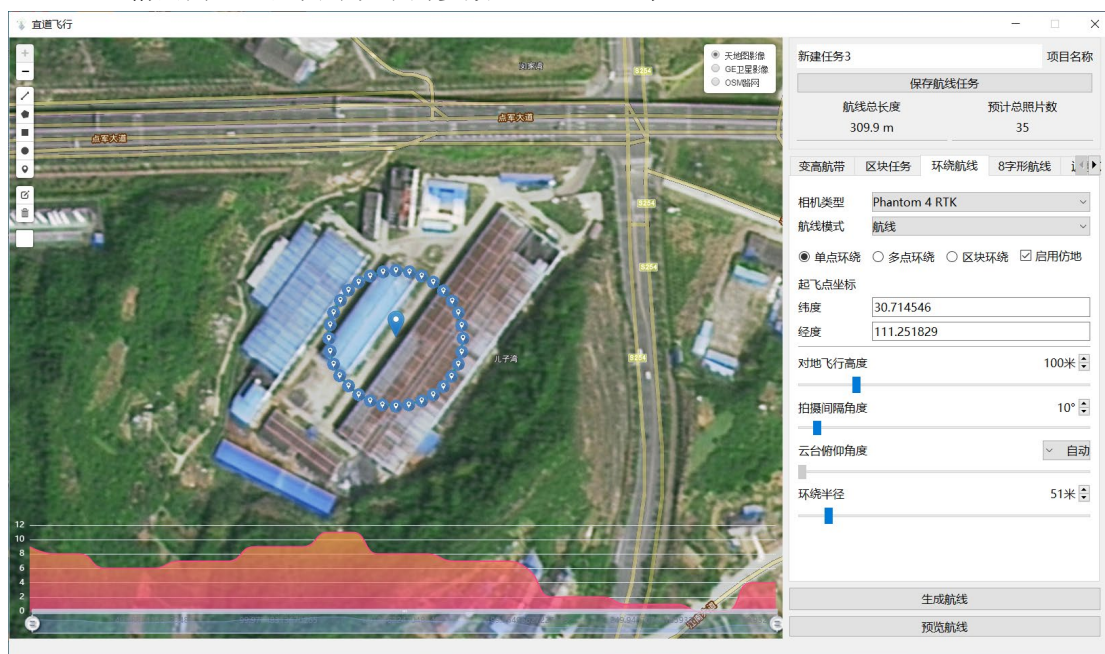 直道飞行
天地图影像
GE卫星影像
OSM路网
S254
点军大道
点军大道
S254
S254
S254
儿子湾
12
10
8
6
4
2
0
新建任务3 项目名称
保存航线任务
航线总长度 预计总照片数
309.9 m 35
变高航带 区块任务 环绕航线 8字形航线
相机类型 Phantom 4 RTK
航线模式 航线
单点环绕 多点环绕 区块环绕 启用仿地
起飞点坐标
纬度 30.714546
经度 111.251829
对地飞行高度 100米
拍摄间隔角度 10°
云台俯仰角度 自动
环绕半径 51米
生成航线
预览航线